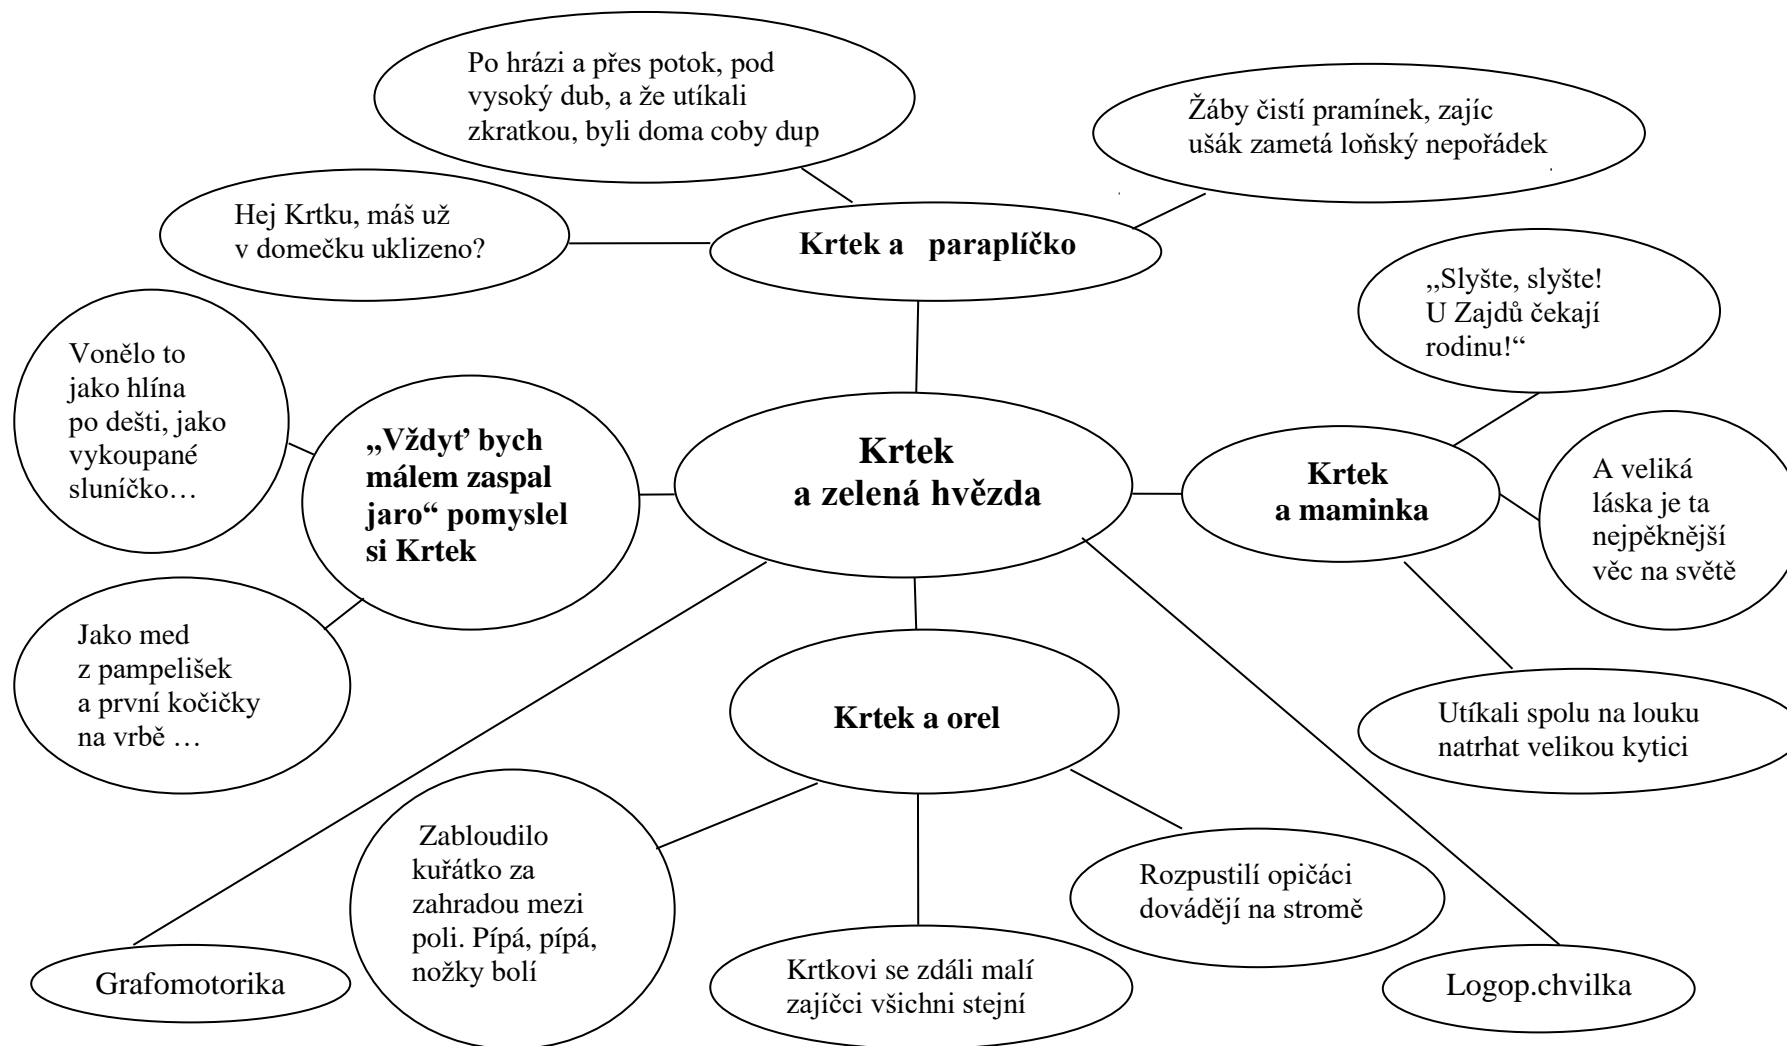 Po hrázi a přes potok, pod
vysoký dub, a že utíkali
zkratkou, byli doma coby dup
Žáby čistí pramínek, zajíc
ušák zametá loňský nepořádek
Hej Krtku, máš už
v domečku uklizeno?
Krtek a paraplíčko
„Slyšte, slyšte!
U Zajdů čekají
rodinu!“
Vonělo to
jako hlína
po dešti, jako
vykoupané
sluníčko…
„Vždyť bych
málem zaspal
jaro“ pomyslel
si Krtek
Krtek
a zelená hvězda
Krtek
a maminka
A veliká
láska je ta
nejpěknější
věc na světě
Jako med
z pampelišek
a první kočičky
na vrbě …
Krtek a orel
Utíkali spolu na louku
natrhat velikou kytici
Zabloudilo
kuřátko za
zahradou mezi
poli. Pípá, pípá,
nožky bolí
Rozpustilí opičáci
dovádějí na stromě
Grafomotorika
Krtkovi se zdáli malí
zajíčci všichni stejní
Logop.chvilka